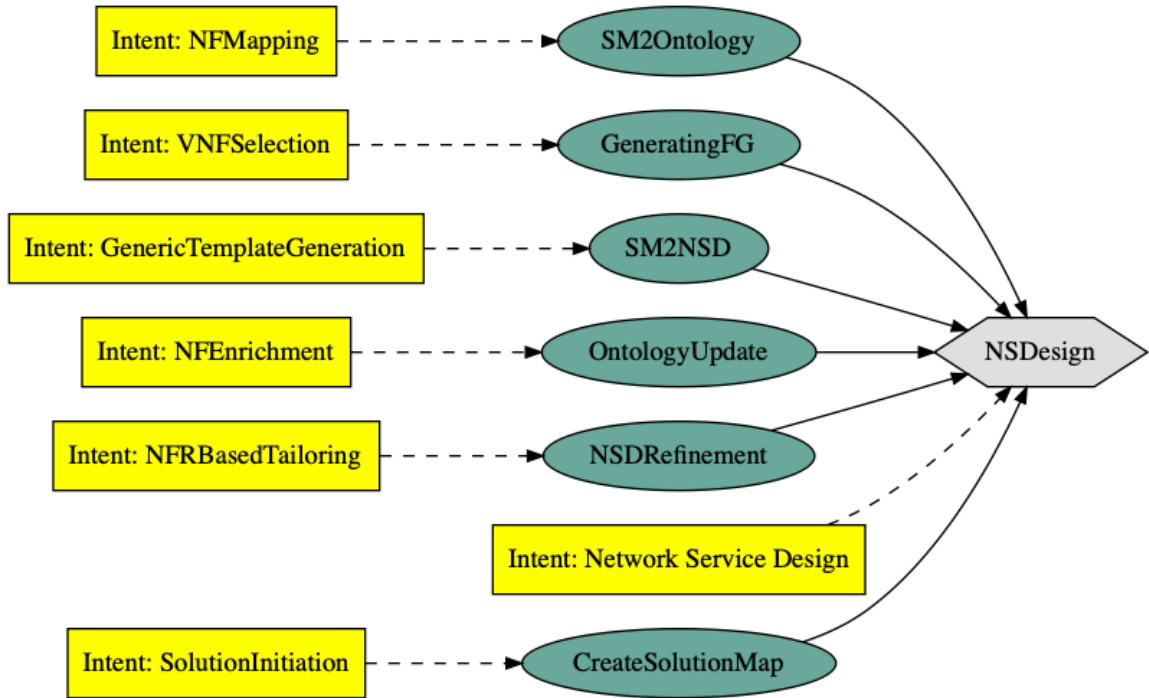 Intent: NFMapping
SM2Ontology
Intent: VNFSelection
GeneratingFG
Intent: GenericTemplateGeneration
SM2NSD
Intent: NFEnrichment
OntologyUpdate
NSDesign
Intent: NFRBasedTailoring
NSDRefinement
Intent: Network Service Design
Intent: SolutionInitiation
CreateSolutionMap